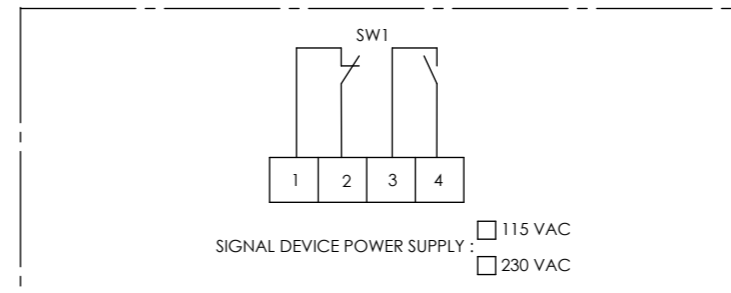 SW1
1 2 3 4
SIGNAL DEVICE POWER SUPPLY :
115 VAC
230 VAC